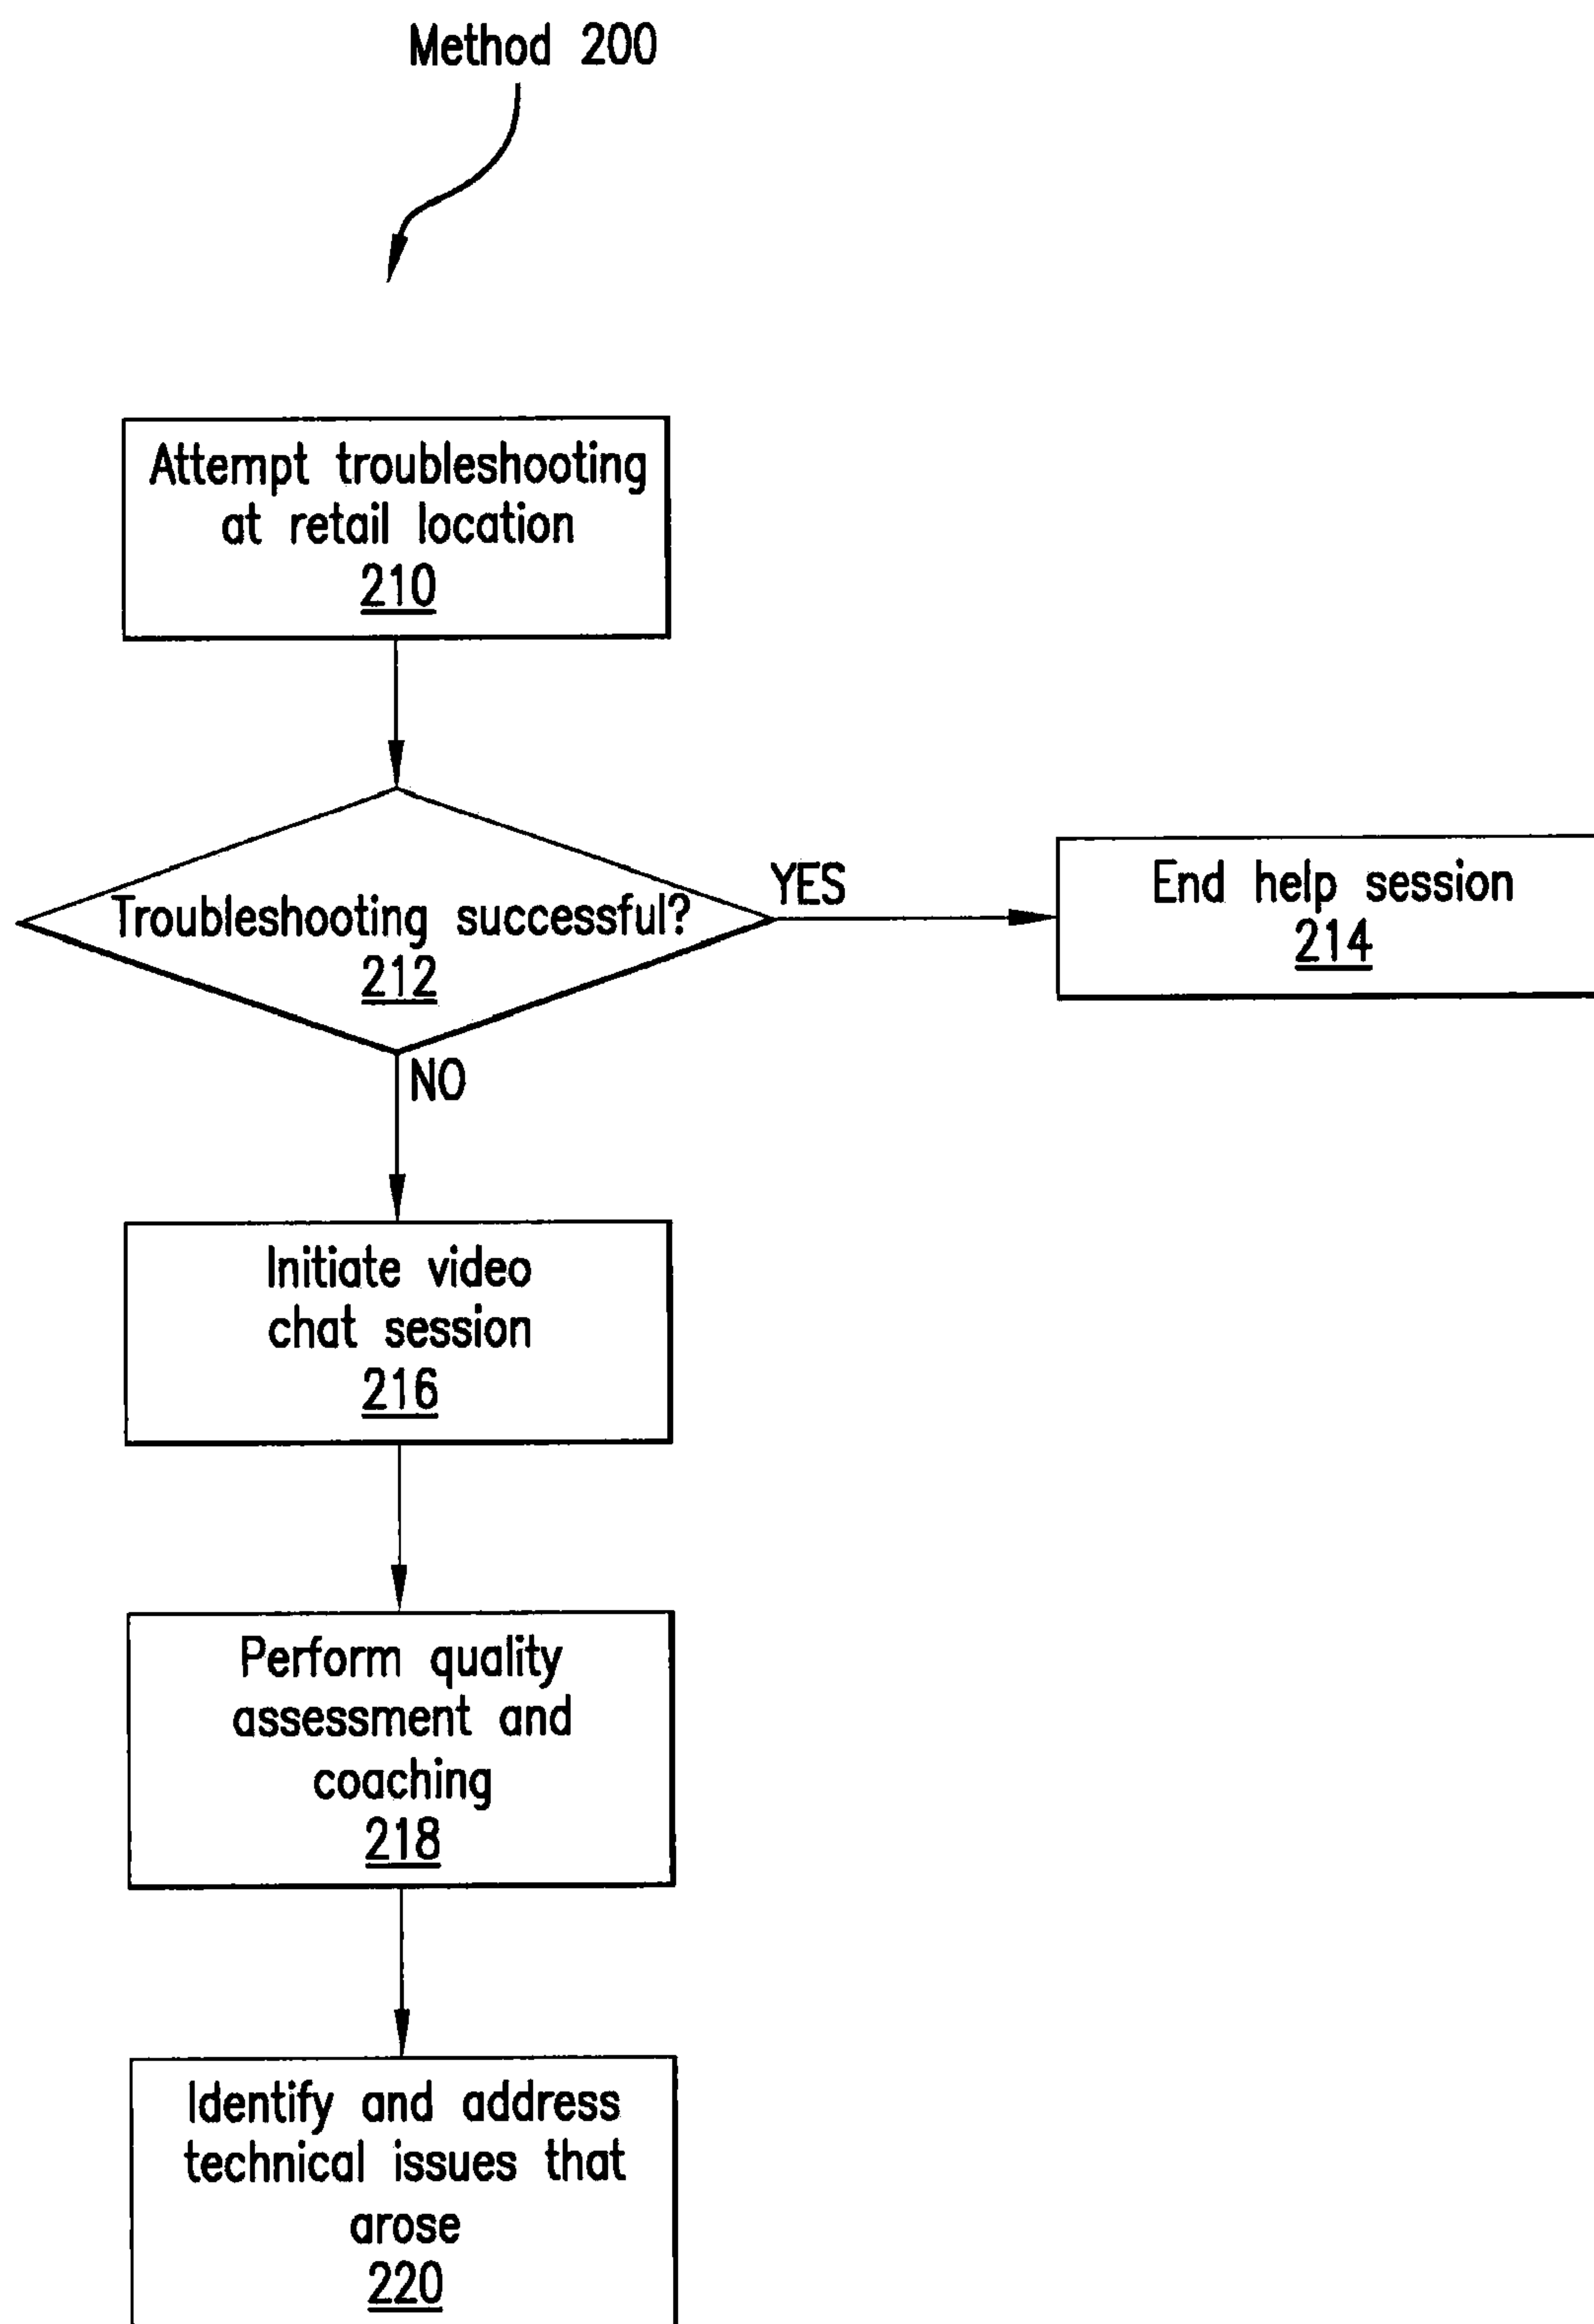 Method 200
Attempt troubleshooting
at retail location
210
Troubleshooting successful?
212
YES
End help session
214
NO
Initiate video
chat session
216
Perform quality
assessment and
coaching
218
Identify and address
technical issues that
arose
220